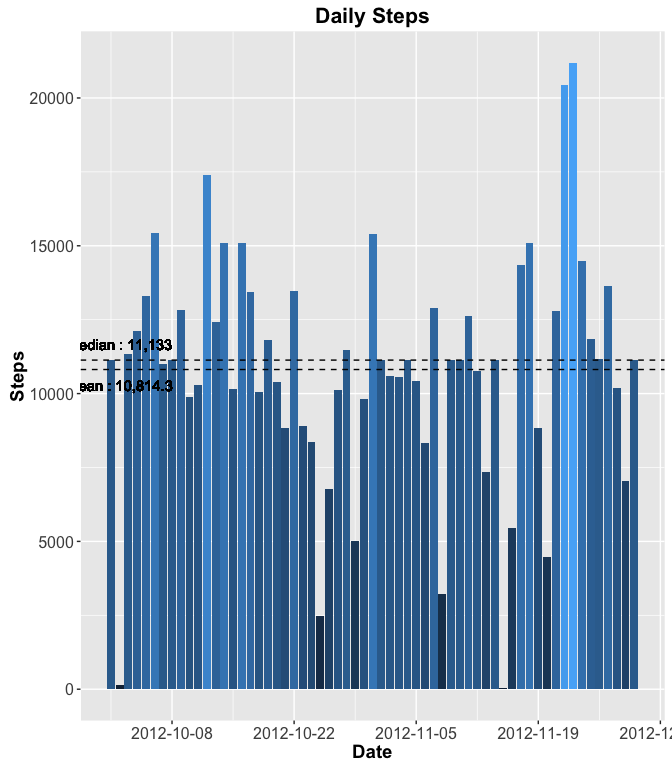 Daily Steps
20000
15000
edian : 11,133
ean : 10,814.3
10000
5000
0
Steps
2012-10-08
2012-10-22
2012-11-05
2012-11-19
2012-12
Date